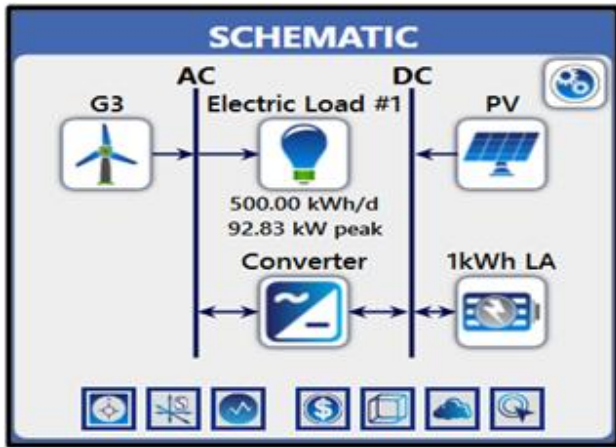 SCHEMATIC
AC DC
G3 Electric Load #1 PV
500.00 kWh/d
92.83 kW peak
Converter 1kWh LA